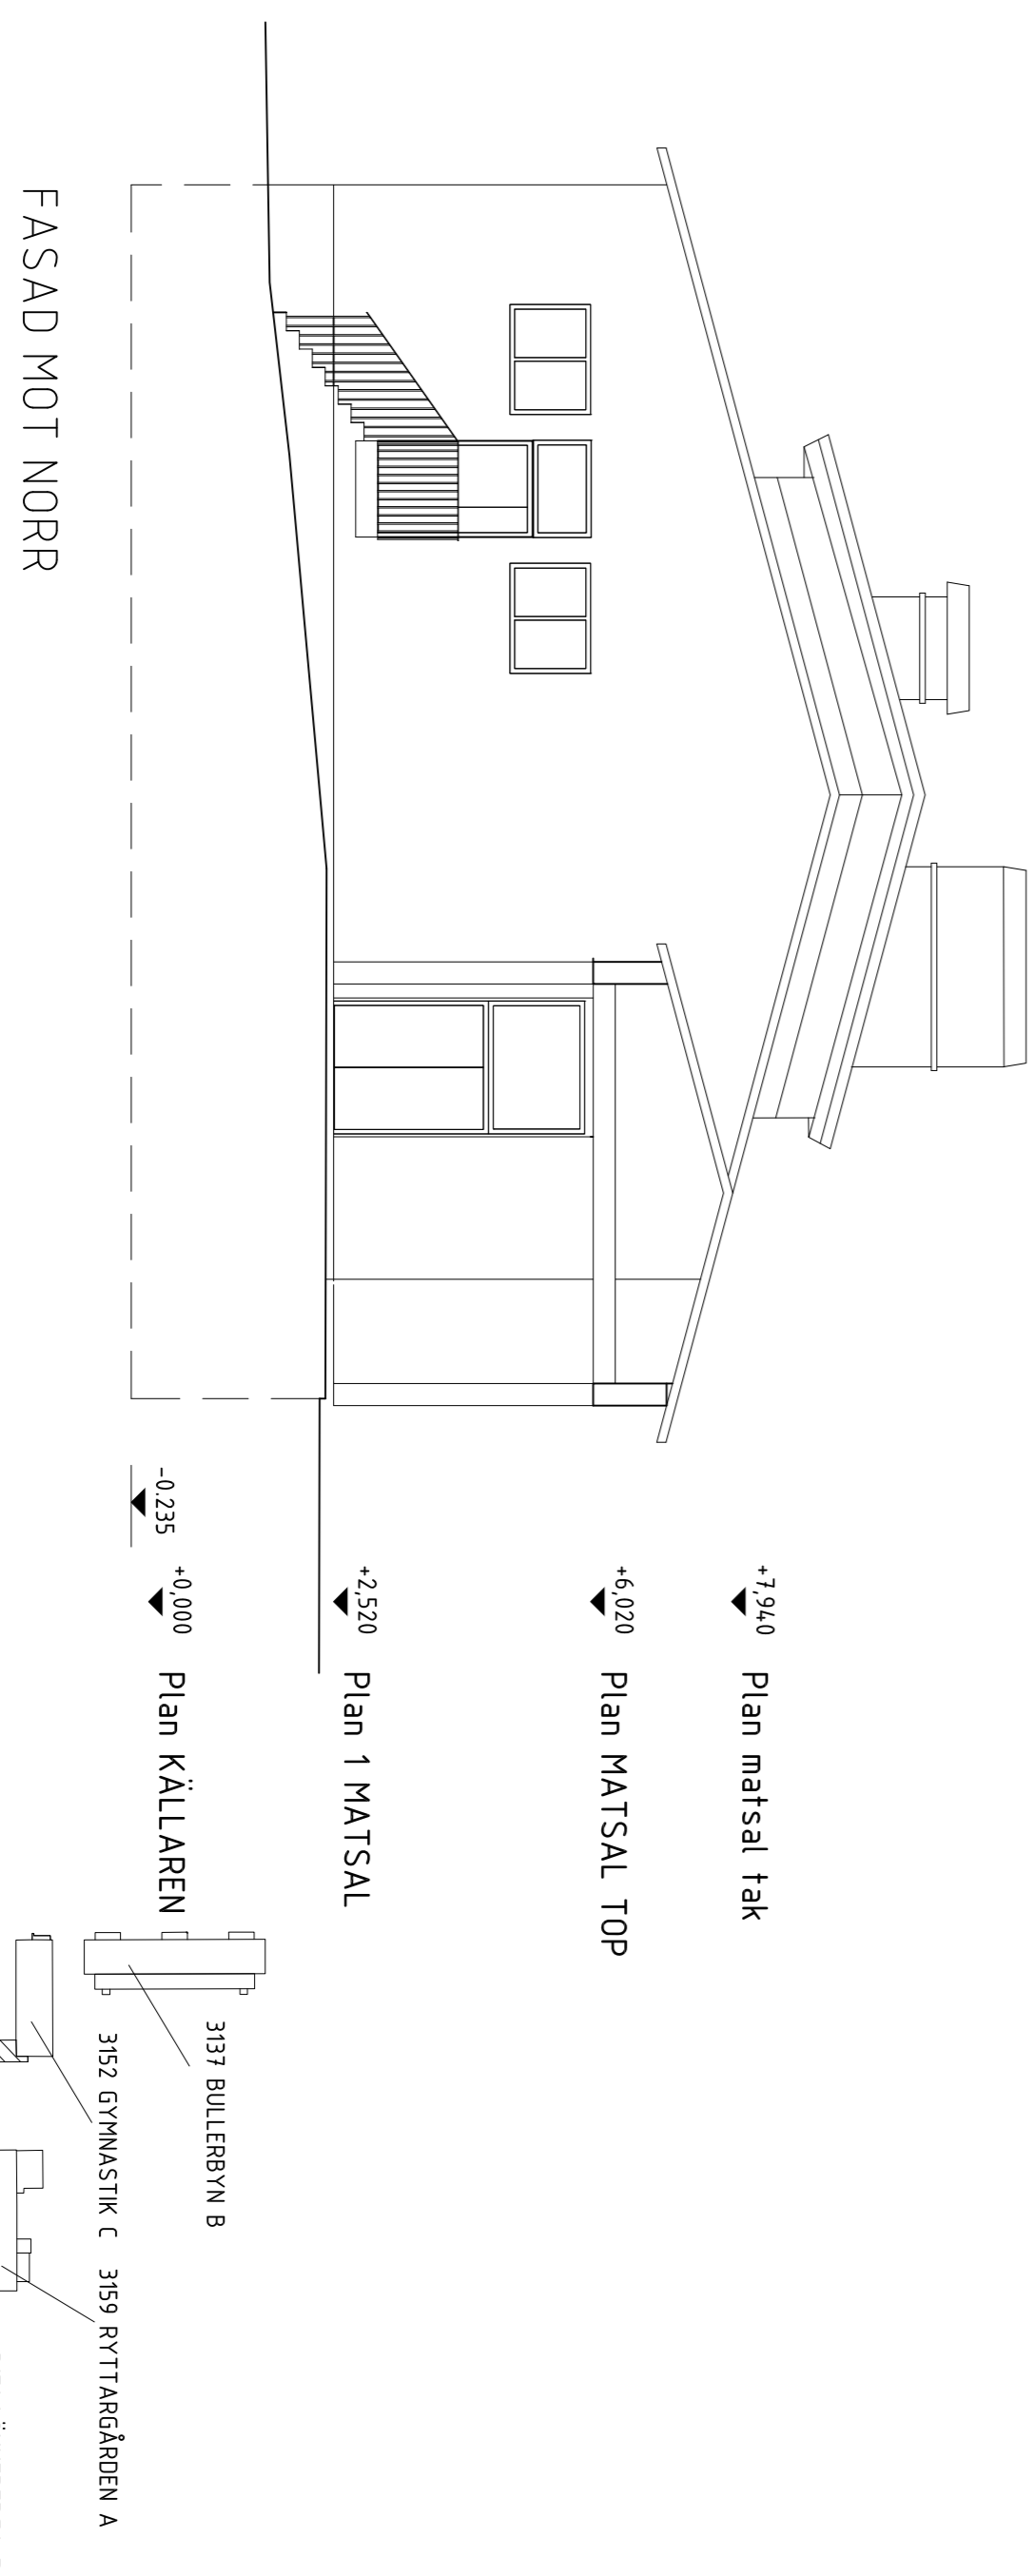 +7,940 Plan matsal tak
+6,020 Plan MATSAL TOP
+2,520 Plan 1 MATSAL
+0,000 Plan KÄLLAREN
-0.235
FASAD MOT NORR
3137 BULLERBYN B
3152 GYMNASTIK C
3159 RYTTARGÅRDEN A